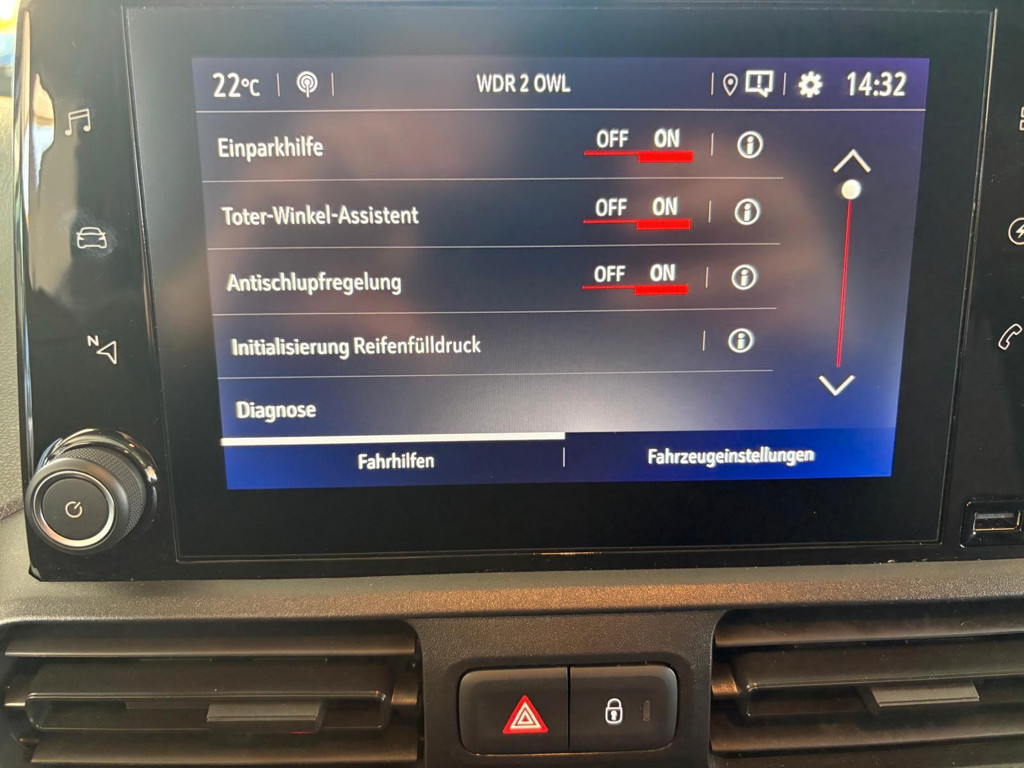 22°C WDR 2 OWL 14:32
Einparkhilfe OFF ON
Toter-Winkel-Assistent OFF ON
Antischlupfregelung OFF ON
Initialisierung Reifenfülldruck
Diagnose
Fahrhilfen Fahrzeugeinstellungen
N